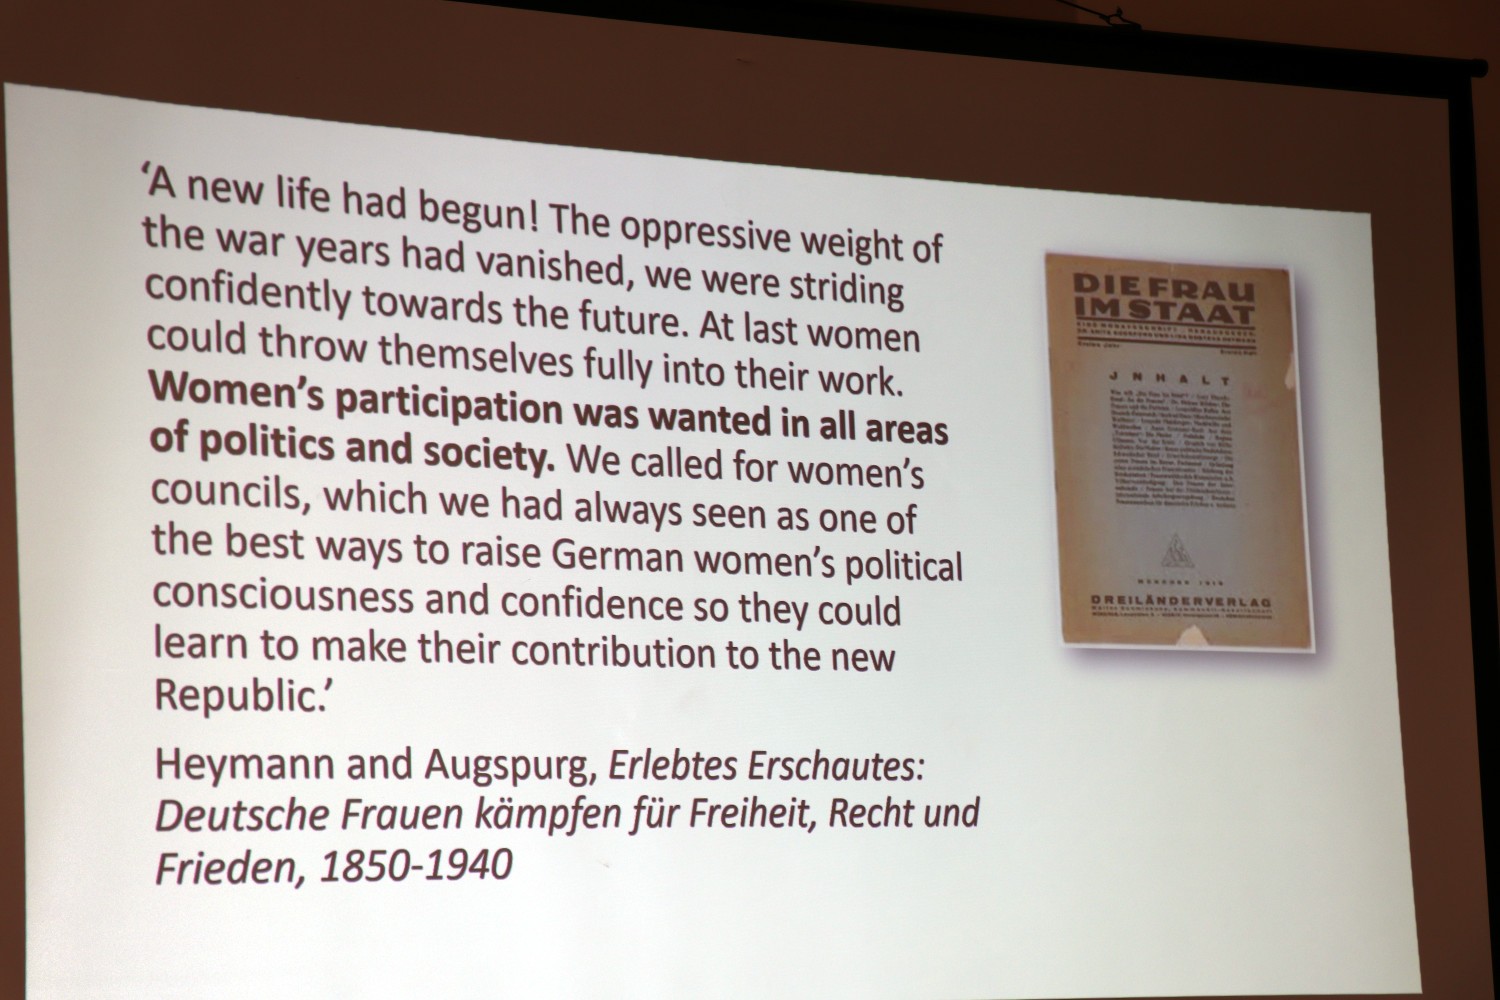 ‘A new life had begun! The oppressive weight of
the war years had vanished, we were striding
confidently towards the future. At last women
could throw themselves fully into their work.
Women’s participation was wanted in all areas
of politics and society. We called for women’s
councils, which we had always seen as one of
the best ways to raise German women’s political
consciousness and confidence so they could
learn to make their contribution to the new
Republic.’
Heymann and Augspurg, Erlebtes Erschautes:
Deutsche Frauen kämpfen für Freiheit, Recht und
Frieden, 1850-1940
DIE FRAU
IM STAAT
JNHALT
MÜNCHEN 1919
DREILÄNDERVERLAG